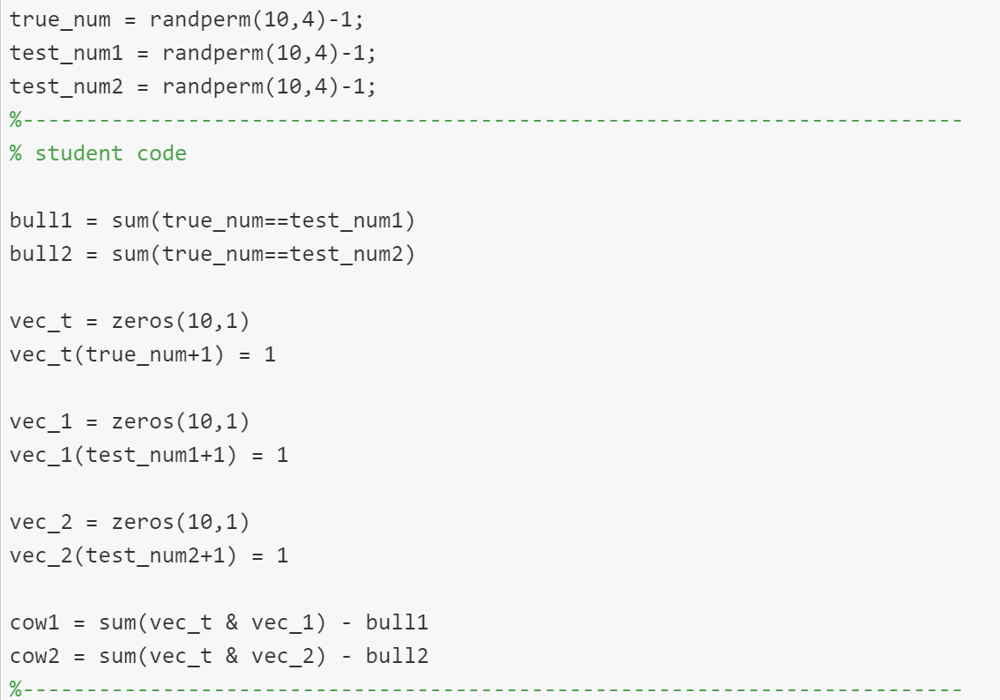 true_num = randperm(10,4)-1;
test_num1 = randperm(10,4)-1;
test_num2 = randperm(10,4)-1;
%--------------------------------------------------------------------------
% student code
bull1 = sum(true_num==test_num1)
bull2 = sum(true_num==test_num2)
vec_t = zeros(10,1)
vec_t(true_num+1) = 1
vec_1 = zeros(10,1)
vec_1(test_num1+1) = 1
vec_2 = zeros(10,1)
vec_2(test_num2+1) = 1
cow1 = sum(vec_t & vec_1) - bull1
cow2 = sum(vec_t & vec_2) - bull2
%--------------------------------------------------------------------------